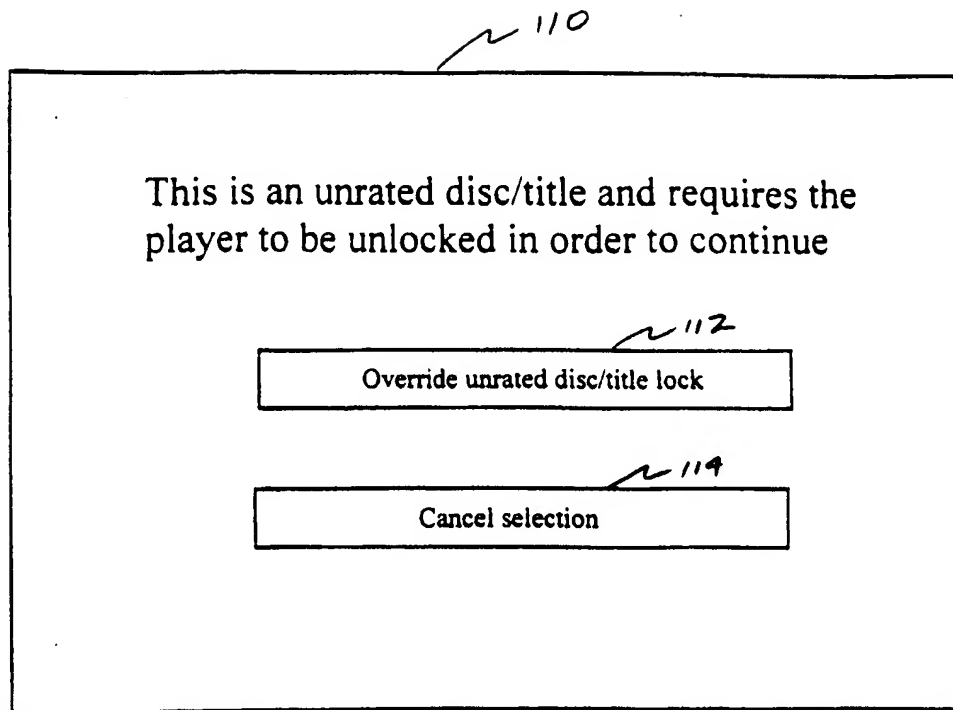 110
This is an unrated disc/title and requires the
player to be unlocked in order to continue
112
Override unrated disc/title lock
114
Cancel selection